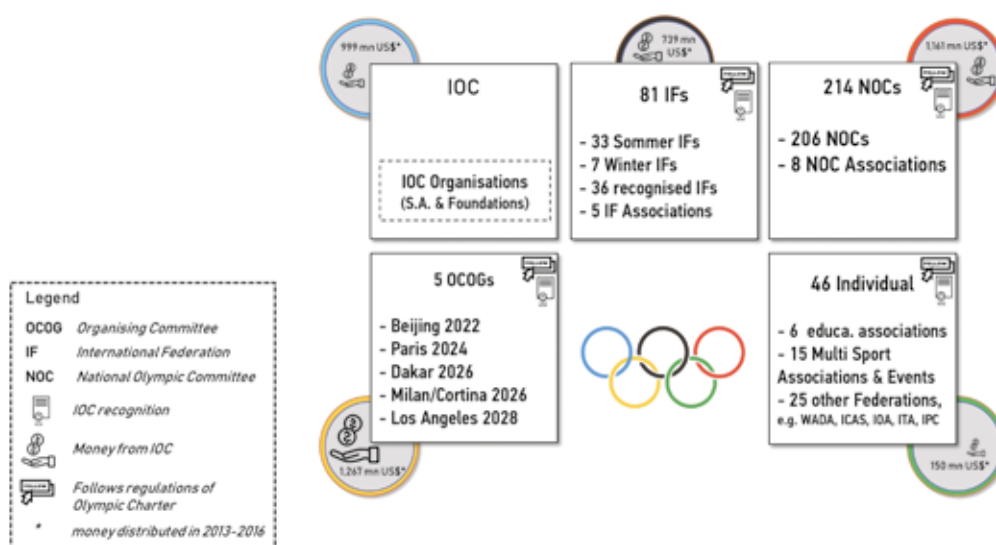 999 mn US$*
IOC
IOC Organisations
(S.A. & Foundations)
739 mn
US$*
81 IFs
- 33 Sommer IFs
- 7 Winter IFs
- 36 recognised IFs
- 5 IF Associations
1,161 mn US$*
214 NOCs
- 206 NOCs
- 8 NOC Associations
5 OCOGs
- Beijing 2022
- Paris 2024
- Dakar 2026
- Milan/Cortina 2026
- Los Angeles 2028
1,267 mn US$*
46 Individual
- 6 educa. associations
- 15 Multi Sport
Associations & Events
- 25 other Federations,
e.g. WADA, ICAS, IOA, ITA, IPC
150 mn US$*
Legend
OCOG Organising Committee
IF International Federation
NOC National Olympic Committee
IOC recognition
Money from IOC
Follows regulations of
Olympic Charter
* money distributed in 2013-2016